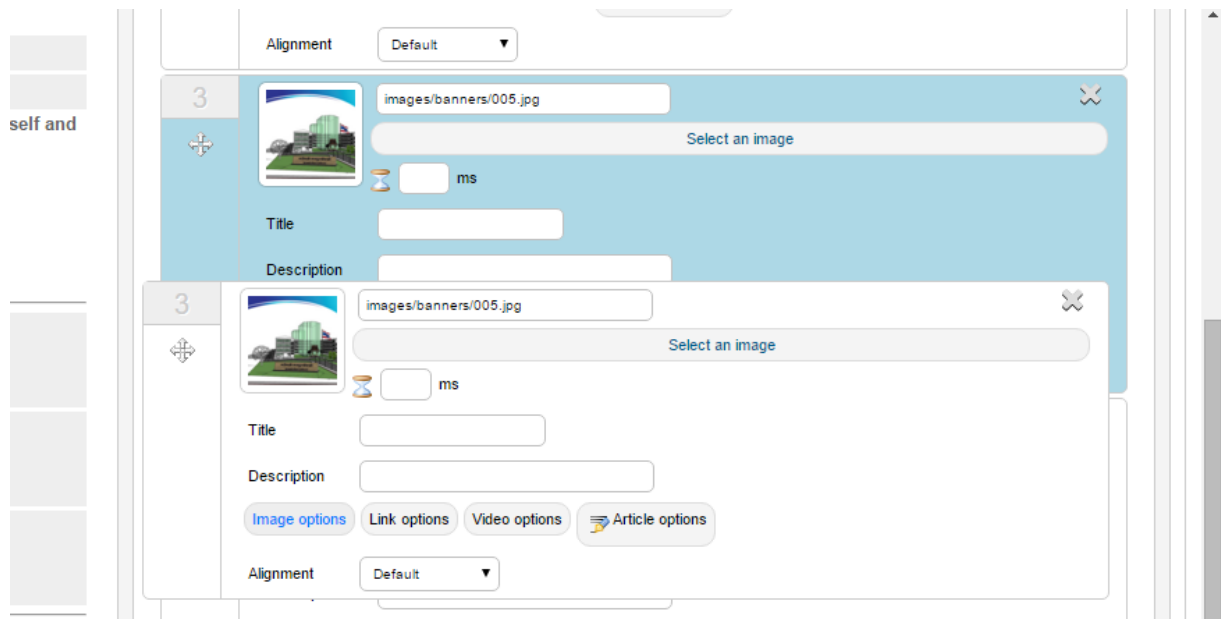 Alignment Default
self and
3 images/banners/005.jpg
Select an image
ms
Title
Description
3 images/banners/005.jpg
Select an image
ms
Title
Description
Image options Link options Video options Article options
Alignment Default